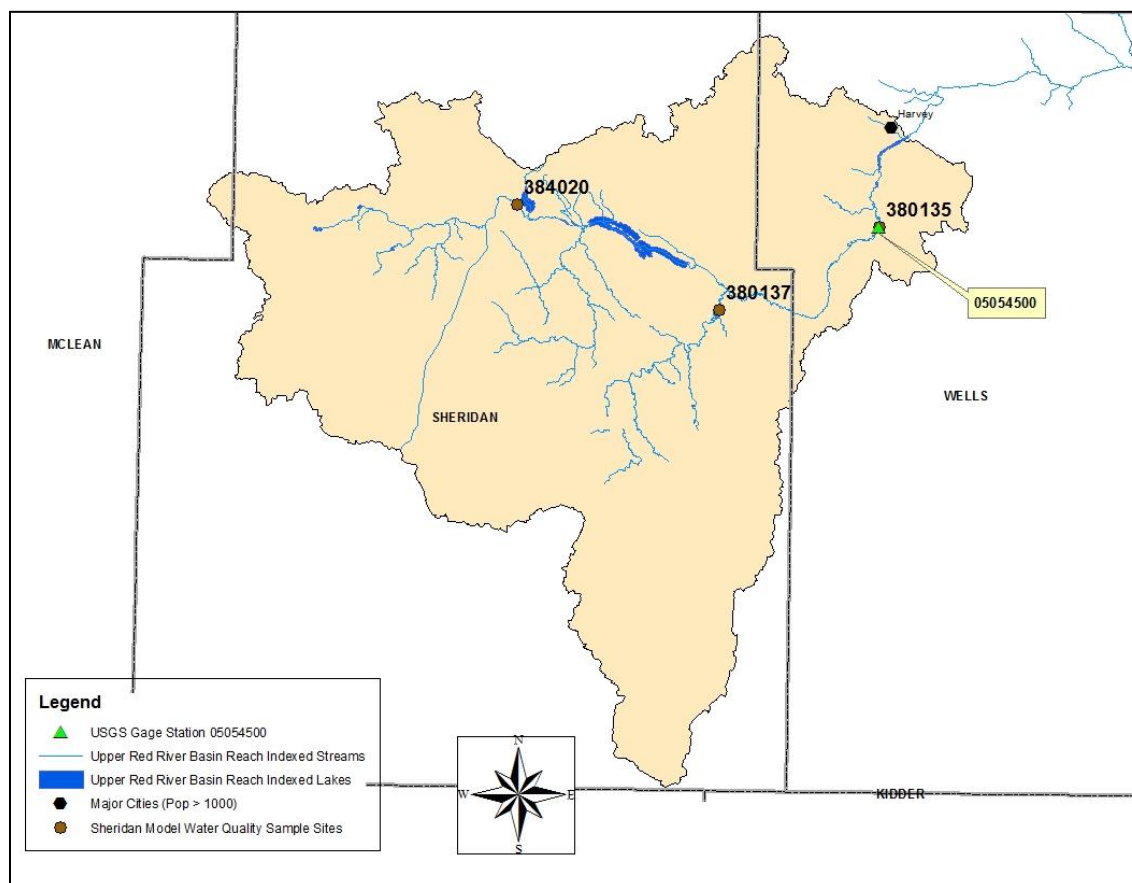 Harvey
384020
380135
380137
05054500
MCLEAN
SHERIDAN
WELLS
KIDDER
Legend
USGS Gage Station 05054500
Upper Red River Basin Reach Indexed Streams
Upper Red River Basin Reach Indexed Lakes
Major Cities (Pop > 1000)
Sheridan Model Water Quality Sample Sites
N
W
E
S